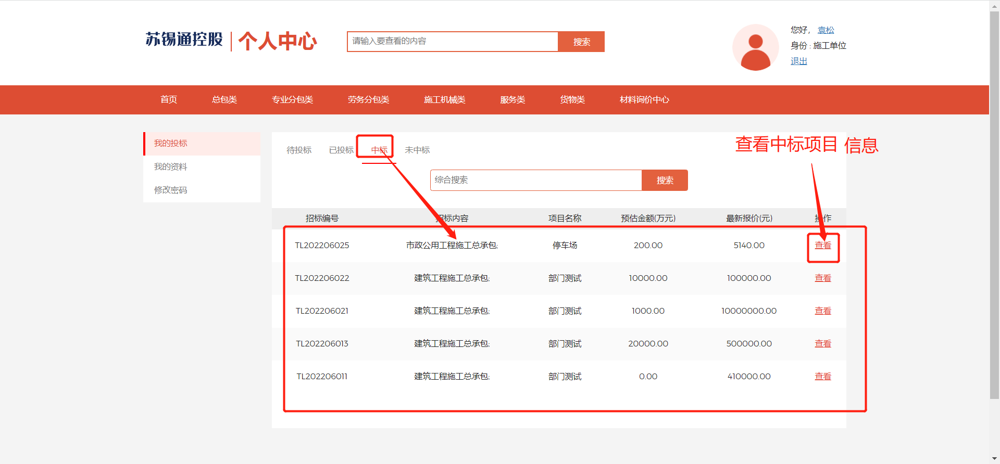 苏锡通控股 个人中心
请输入要查看的内容 搜索
您好， 袁松
身份 : 施工单位
退出
首页 总包类 专业分包类 劳务分包类 施工机械类 服务类 货物类 材料询价中心
我的投标
我的资料
修改密码
待投标 已投标 中标 未中标
查看中标项目 信息
综合搜索 搜索
招标编号 招标内容 项目名称 预估金额(万元) 最新报价(元) 操作
TL202206025 市政公用工程施工总承包; 停车场 200.00 5140.00 查看
TL202206022 建筑工程施工总承包; 部门测试 10000.00 100000.00 查看
TL202206021 建筑工程施工总承包; 部门测试 1000.00 10000000.00 查看
TL202206013 建筑工程施工总承包; 部门测试 20000.00 500000.00 查看
TL202206011 建筑工程施工总承包; 部门测试 0.00 410000.00 查看